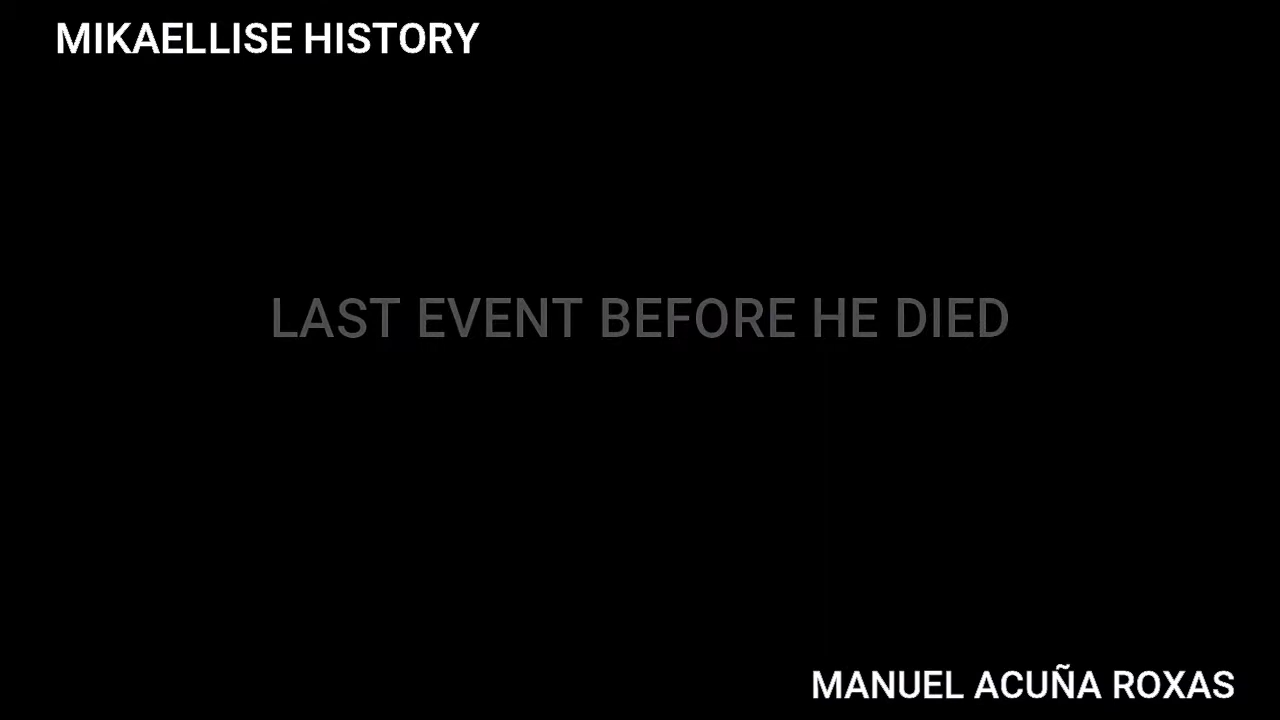 MIKAELLISE HISTORY
LAST EVENT BEFORE HE DIED
MANUEL ACUÑA ROXAS